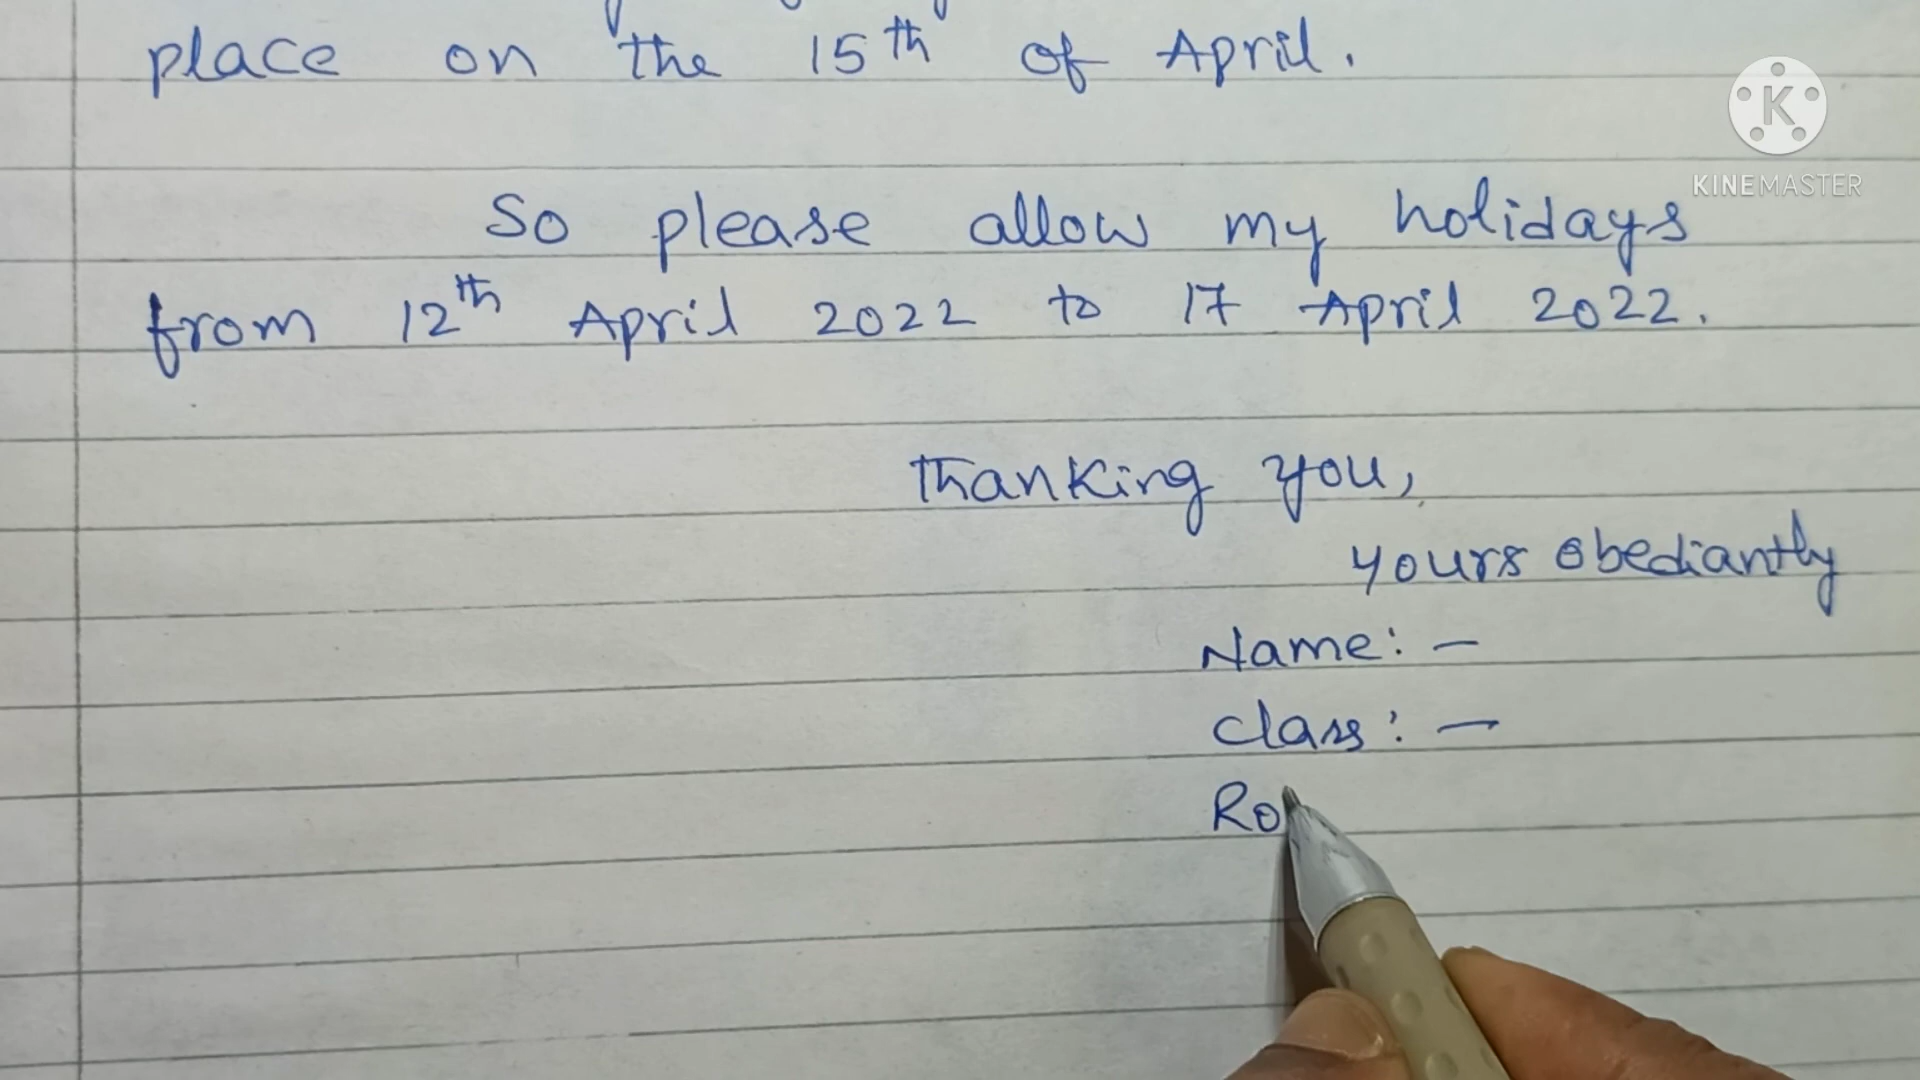 place on the 15th of April.
So please allow my holidays
from 12th April 2022 to 17 April 2022.
Thanking you,
yours obediantly
Name: -
class: -
Ro
K
KINEMASTER